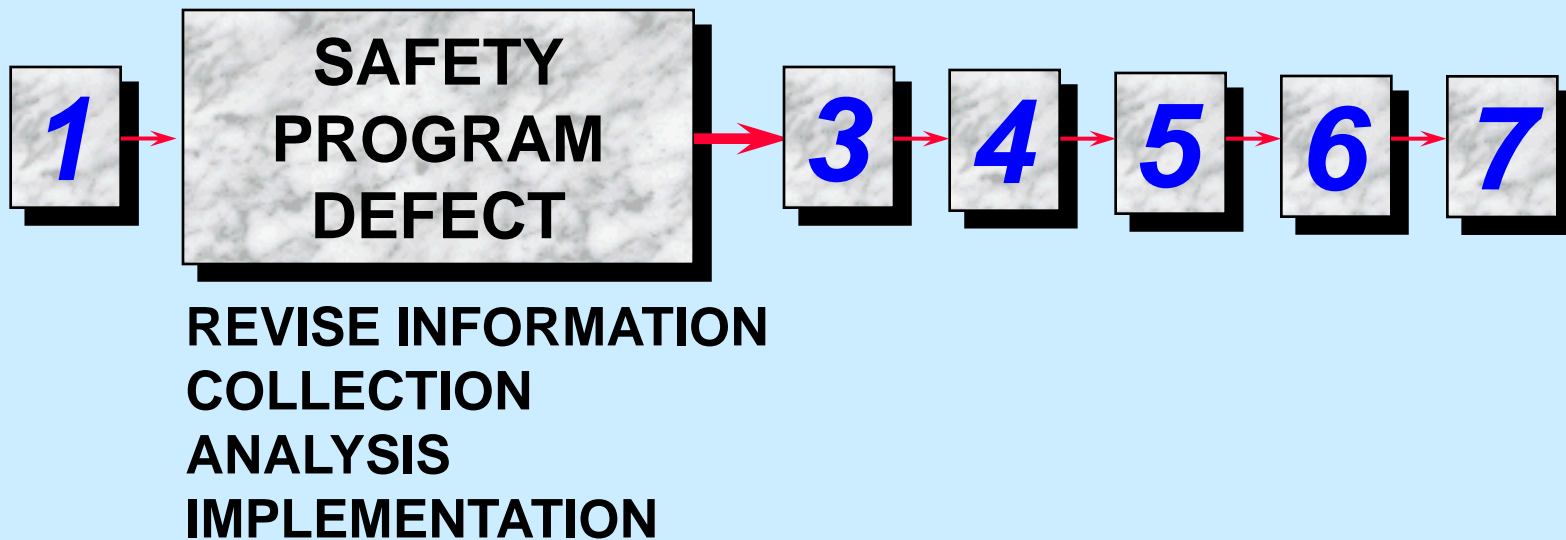 1
SAFETY
PROGRAM
DEFECT
3
4
5
6
7
REVISE INFORMATION
COLLECTION
ANALYSIS
IMPLEMENTATION